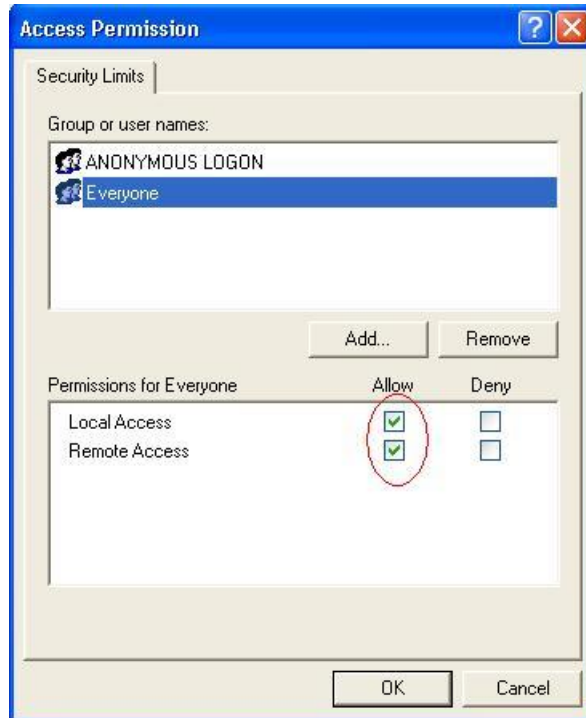 Access Permission
Security Limits
Group or user names:
ANONYMOUS LOGON
Everyone
Add... Remove
Permissions for Everyone Allow Deny
Local Access
Remote Access
OK Cancel